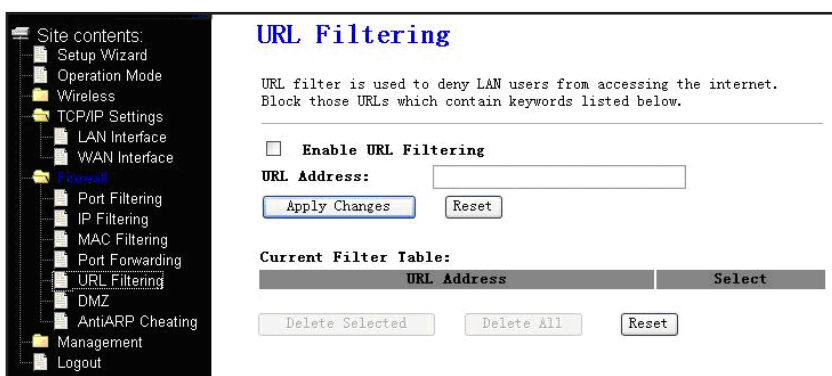 Site contents:
Setup Wizard
Operation Mode
Wireless
TCP/IP Settings
LAN Interface
WAN Interface
Firewall
Port Filtering
IP Filtering
MAC Filtering
Port Forwarding
URL Filtering
DMZ
AntiARP Cheating
Management
Logout
URL Filtering
URL filter is used to deny LAN users from accessing the internet.
Block those URLs which contain keywords listed below.
Enable URL Filtering
URL Address:
Apply Changes Reset
Current Filter Table:
URL Address Select
Delete Selected Delete All Reset